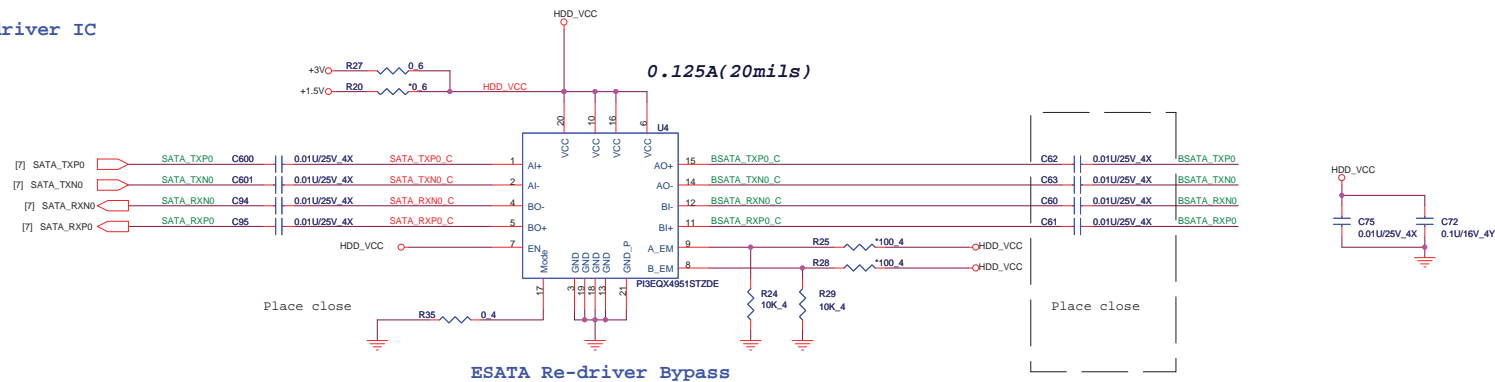 driver IC
HDD_VCC
0.125A(20mils)
+3V R27 0_6
+1.5V R20 *0_6 HDD_VCC
20 10 16 6 U4
VCC VCC VCC VCC
[7] SATA_TXP0 SATA_TXP0 C600 0.01U/25V_4X SATA_TXP0_C 1 AI+ AO+ 15 BSATA_TXP0_C C62 0.01U/25V_4X BSATA_TXP0
[7] SATA_TXN0 SATA_TXN0 C601 0.01U/25V_4X SATA_TXN0_C 2 AI- AO- 14 BSATA_TXN0_C C63 0.01U/25V_4X BSATA_TXN0
[7] SATA_RXN0 SATA_RXN0 C94 0.01U/25V_4X SATA_RXN0_C 4 BO- BI- 12 BSATA_RXN0_C C60 0.01U/25V_4X BSATA_RXN0
[7] SATA_RXP0 SATA_RXP0 C95 0.01U/25V_4X SATA_RXP0_C 5 BO+ BI+ 11 BSATA_RXP0_C C61 0.01U/25V_4X BSATA_RXP0
HDD_VCC 7 EN A_EM 9 R25 *100_4 HDD_VCC
B_EM 8 R28 *100_4 HDD_VCC
Mode GND GND GND GND GND_P
17 3 19 18 13 21 PI3EQX4951STZDE
R24
10K_4
R29
10K_4
Place close
R35 0_4
Place close
ESATA Re-driver Bypass
HDD_VCC
C75
0.01U/25V_4X
C72
0.1U/16V_4Y